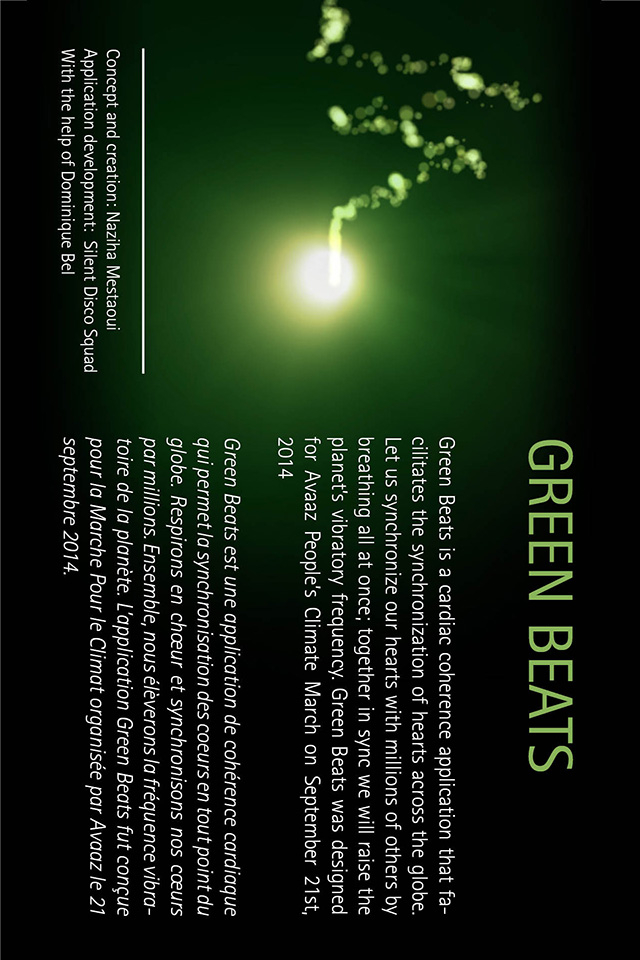 GREEN BEATS
Green Beats is a cardiac coherence application that fa-
cilitates the synchronization of hearts across the globe.
Let us synchronize our hearts with millions of others by
breathing all at once; together in sync we will raise the
planet's vibratory frequency. Green Beats was designed
for Avaaz People's Climate March on September 21st,
2014
Green Beats est une application de cohérence cardiaque
qui permet la synchronisation des coeurs en tout point du
globe. Respirons en chœur et synchronisons nos cœurs
par millions. Ensemble, nous élèverons la fréquence vibra-
toire de la planète. L'application Green Beats fut conçue
pour la Marche Pour le Climat organisée par Avaaz le 21
septembre 2014.
Concept and creation: Naziha Mestaoui
Application development: Silent Disco Squad
With the help of Dominique Bel